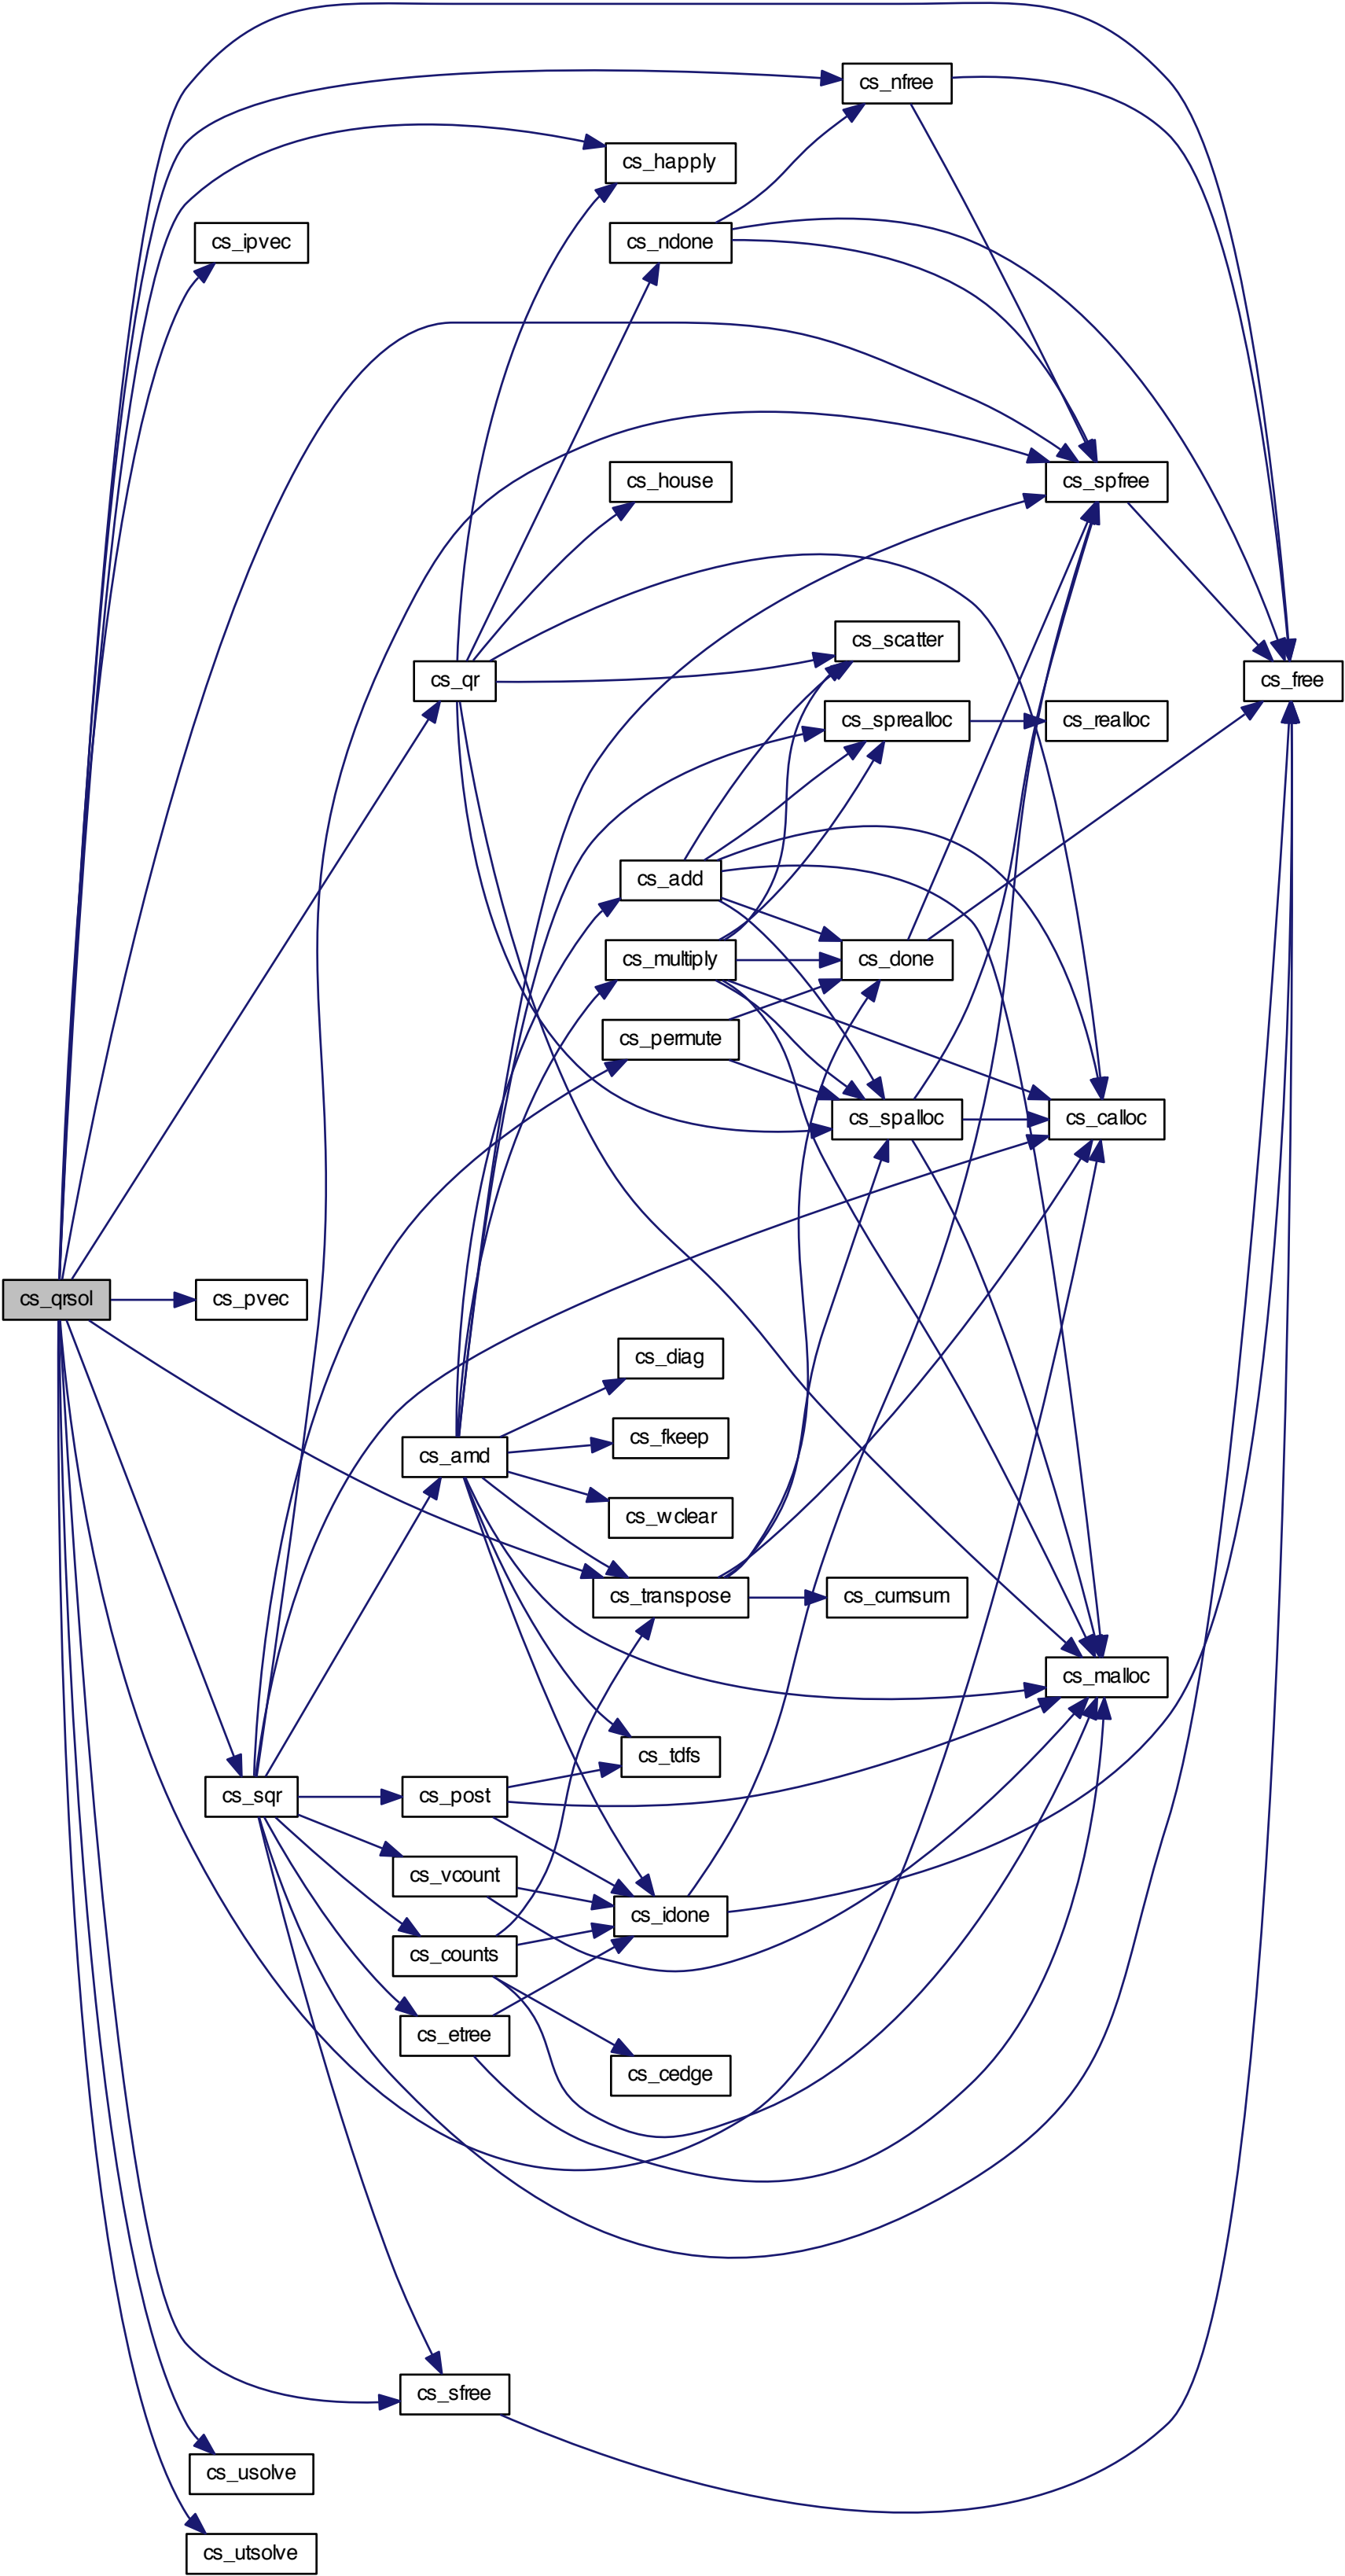 cs_nfree
cs_happly
cs_ipvec
cs_ndone
cs_house
cs_spfree
cs_scatter
cs_qr
cs_free
cs_sprealloc
cs_realloc
cs_add
cs_multiply
cs_done
cs_permute
cs_spalloc
cs_calloc
cs_qrsol
cs_pvec
cs_diag
cs_fkeep
cs_amd
cs_wclear
cs_transpose
cs_cumsum
cs_malloc
cs_tdfs
cs_sqr
cs_post
cs_vcount
cs_idone
cs_counts
cs_etree
cs_cedge
cs_sfree
cs_usolve
cs_utsolve